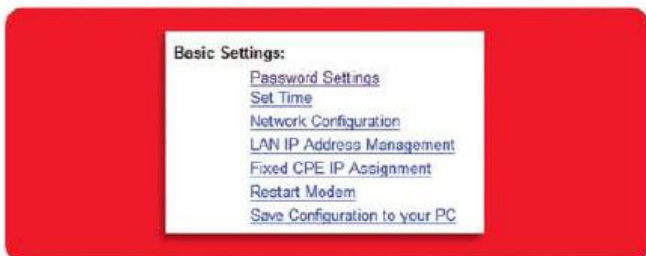 Basic Settings:
Password Settings
Set Time
Network Configuration
LAN IP Address Management
Fixed CPE IP Assignment
Restart Modem
Save Configuration to your PC